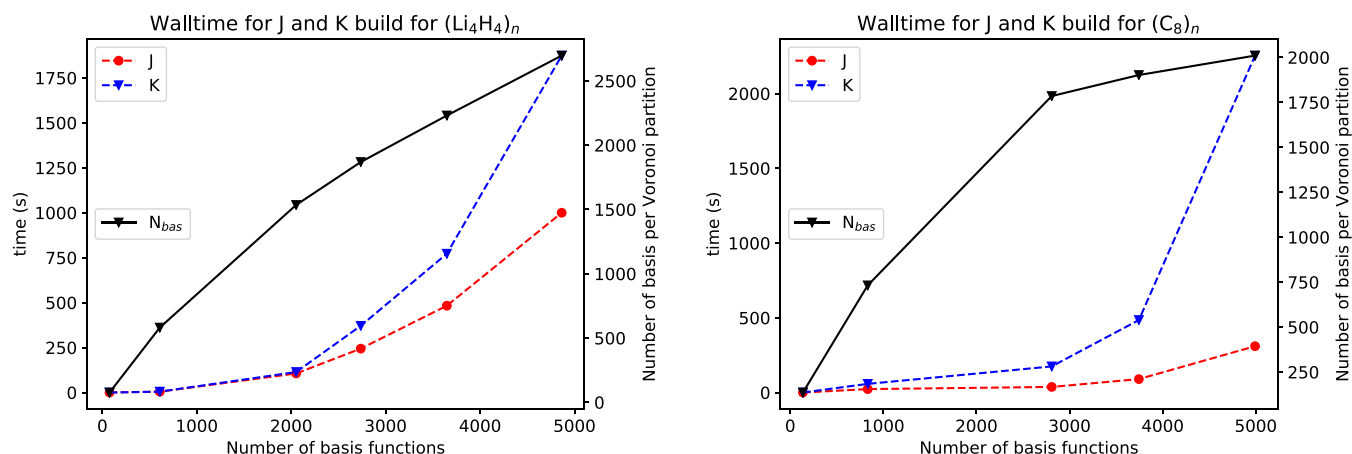 Walltime for J and K build for (Li₄H₄)ₙ
J
K
N_bas
time (s)
1750
1500
1250
1000
750
500
250
0
0
1000
2000
3000
4000
5000
Number of basis functions
2500
2000
1500
1000
500
0
Number of basis per Voronoi partition
Walltime for J and K build for (C₈)ₙ
J
K
N_bas
time (s)
2000
1500
1000
500
0
0
1000
2000
3000
4000
5000
Number of basis functions
2000
1750
1500
1250
1000
750
500
250
Number of basis per Voronoi partition